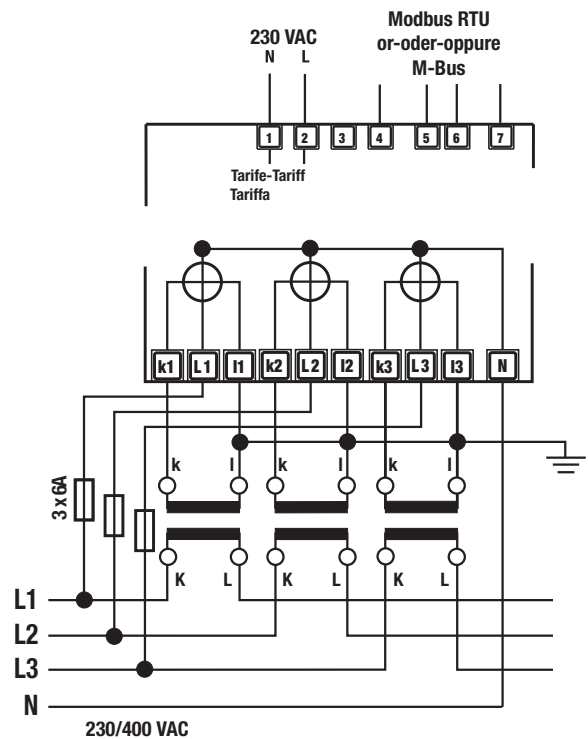 230 VAC
N L
Modbus RTU
or-oder-oppure
M-Bus
1 2 3 4 5 6 7
Tarife-Tariff
Tariffa
k1 L1 l1 k2 L2 l2 k3 L3 l3 N
k l k l k l
3 x 6A
K L K L K L
L1
L2
L3
N
230/400 VAC